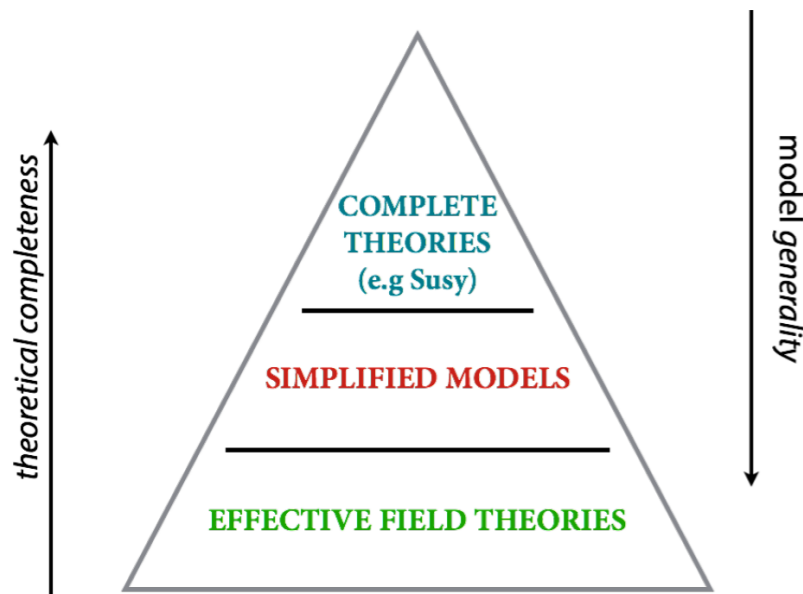 theoretical completeness
COMPLETE
THEORIES
(e.g Susy)
SIMPLIFIED MODELS
EFFECTIVE FIELD THEORIES
model generality